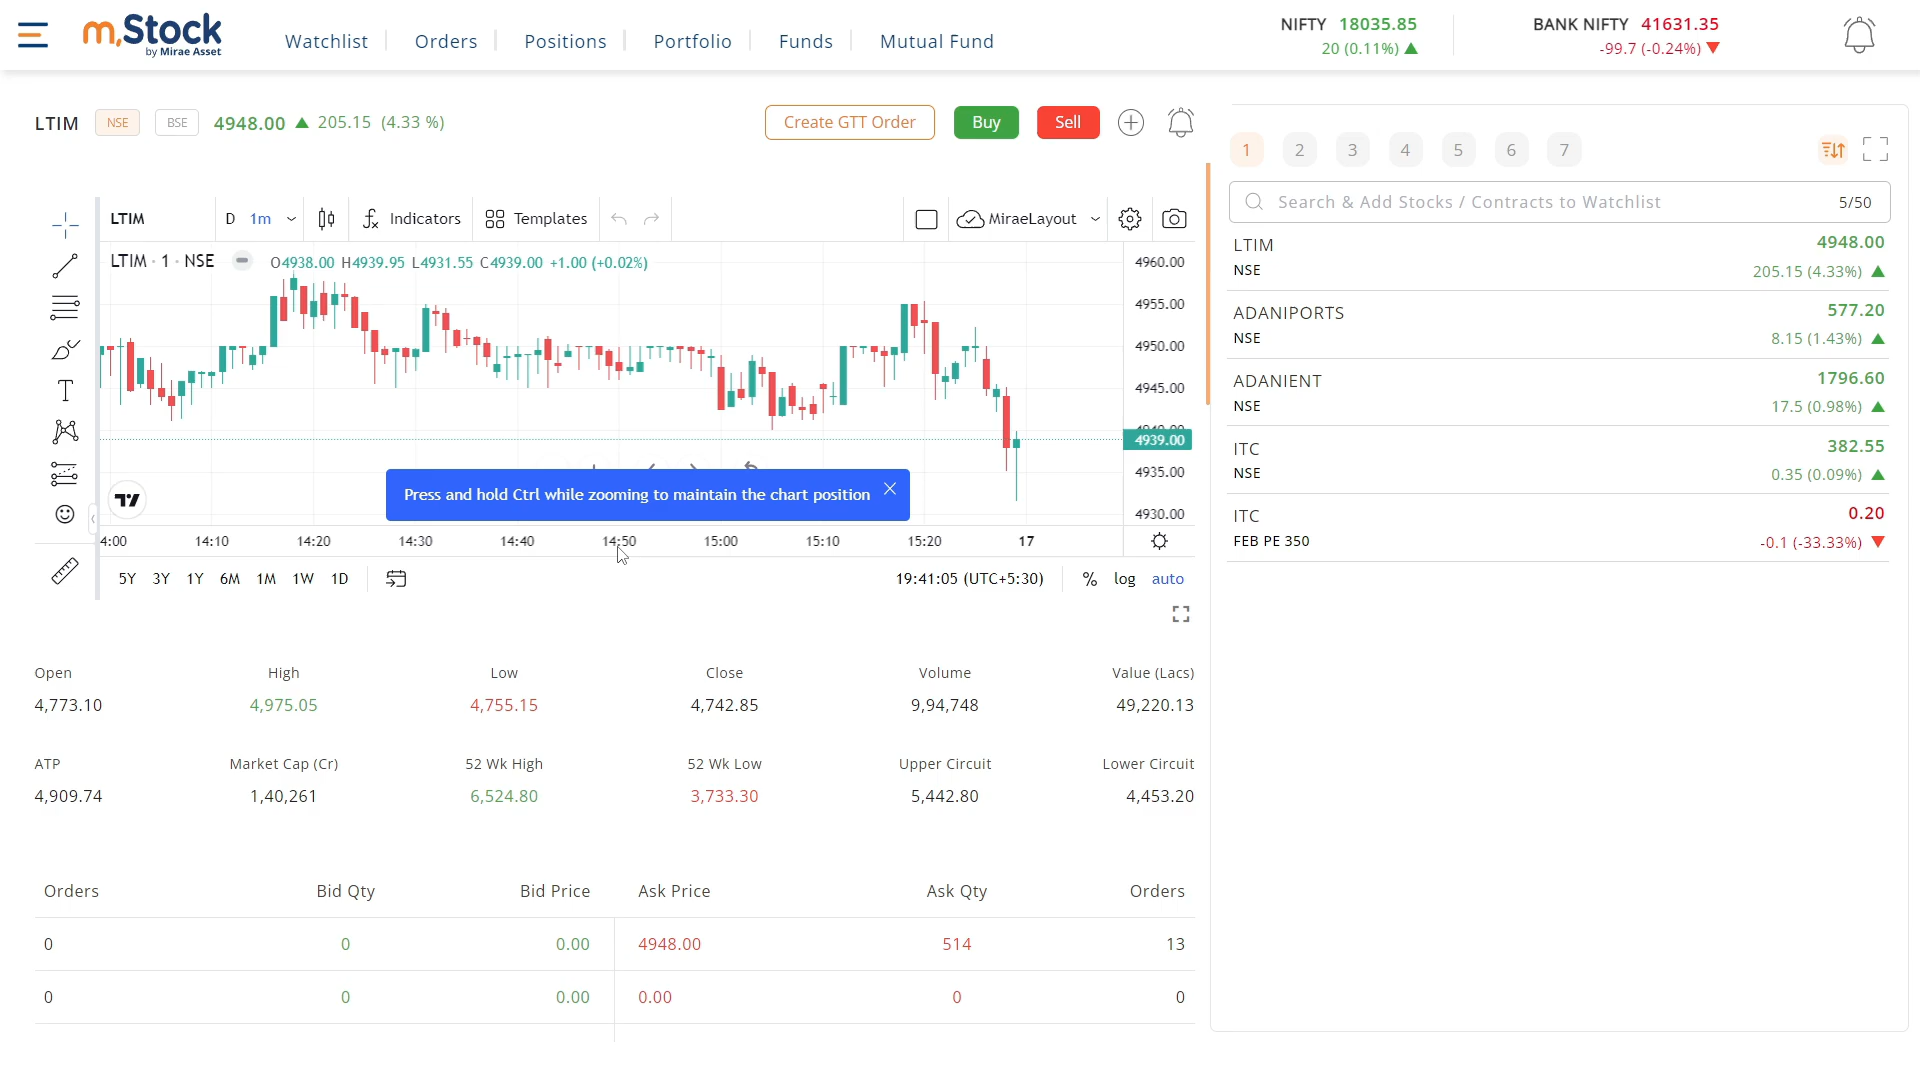 m.Stock
by Mirae Asset
Watchlist Orders Positions Portfolio Funds Mutual Fund
NIFTY 18035.85
20 (0.11%)
BANK NIFTY 41631.35
-99.7 (-0.24%)
LTIM NSE BSE 4948.00 205.15 (4.33 %)
Create GTT Order Buy Sell
LTIM D 1m Indicators Templates MiraeLayout
LTIM · 1 · NSE O4938.00 H4939.95 L4931.55 C4939.00 +1.00 (+0.02%)
4960.00
4955.00
4950.00
4945.00
4940.00
4939.00
4935.00
4930.00
Press and hold Ctrl while zooming to maintain the chart position
4:00 14:10 14:20 14:30 14:40 14:50 15:00 15:10 15:20 17
5Y 3Y 1Y 6M 1M 1W 1D 19:41:05 (UTC+5:30) % log auto
Open High Low Close Volume Value (Lacs)
4,773.10 4,975.05 4,755.15 4,742.85 9,94,748 49,220.13
ATP Market Cap (Cr) 52 Wk High 52 Wk Low Upper Circuit Lower Circuit
4,909.74 1,40,261 6,524.80 3,733.30 5,442.80 4,453.20
Orders Bid Qty Bid Price Ask Price Ask Qty Orders
0 0 0.00 4948.00 514 13
0 0 0.00 0.00 0 0
1 2 3 4 5 6 7
Search & Add Stocks / Contracts to Watchlist 5/50
LTIM 4948.00
NSE 205.15 (4.33%)
ADANIPORTS 577.20
NSE 8.15 (1.43%)
ADANIENT 1796.60
NSE 17.5 (0.98%)
ITC 382.55
NSE 0.35 (0.09%)
ITC 0.20
FEB PE 350 -0.1 (-33.33%)